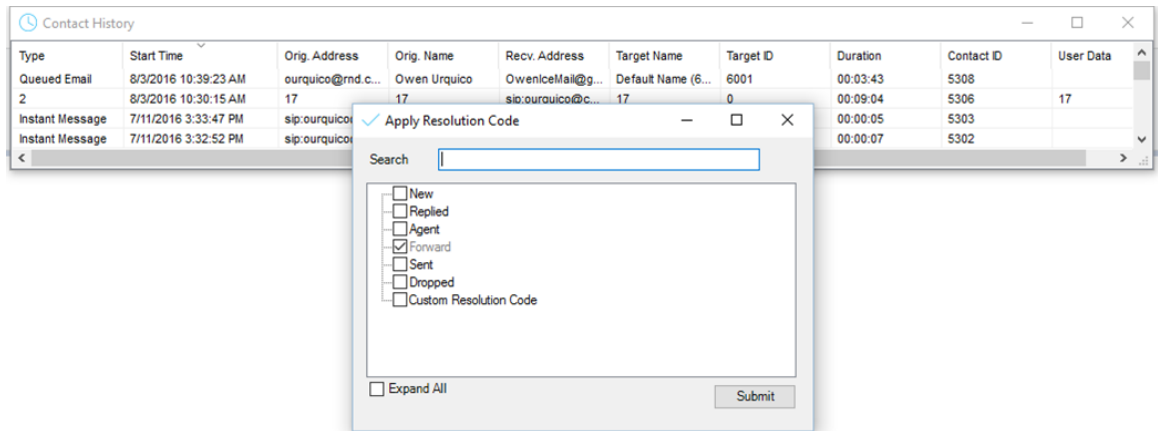 Contact History
Type Start Time Orig. Address Orig. Name Recv. Address Target Name Target ID Duration Contact ID User Data
Queued Email 8/3/2016 10:39:23 AM ourquico@rnd.c... Owen Urquico OwenIceMail@g... Default Name (6... 6001 00:03:43 5308
2 8/3/2016 10:30:15 AM 17 17 sip:ourquico@c... 17 0 00:09:04 5306 17
Instant Message 7/11/2016 3:33:47 PM sip:ourquico 00:00:05 5303
Instant Message 7/11/2016 3:32:52 PM sip:ourquico 00:00:07 5302
Apply Resolution Code
Search
New
Replied
Agent
Forward
Sent
Dropped
Custom Resolution Code
Expand All
Submit